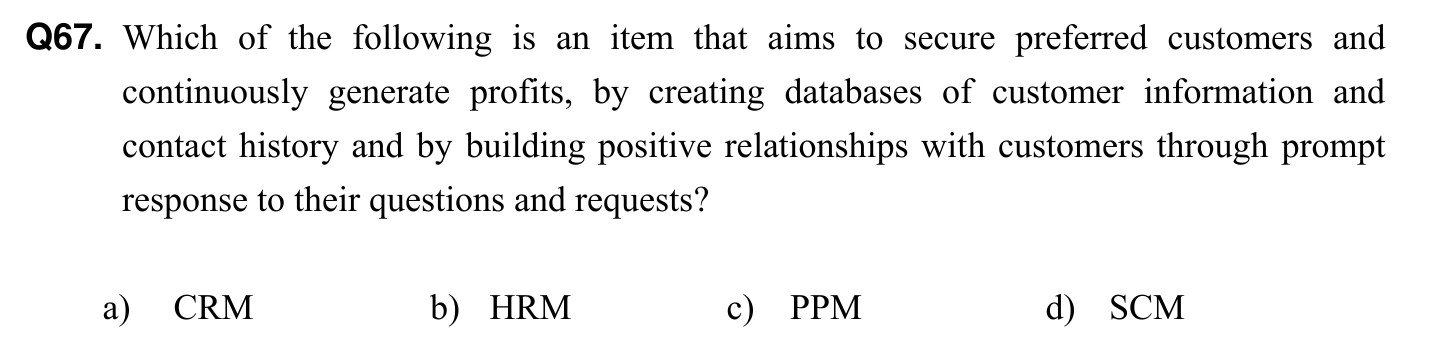 Q67. Which of the following is an item that aims to secure preferred customers and
continuously generate profits, by creating databases of customer information and
contact history and by building positive relationships with customers through prompt
response to their questions and requests?
a) CRM b) HRM c) PPM d) SCM